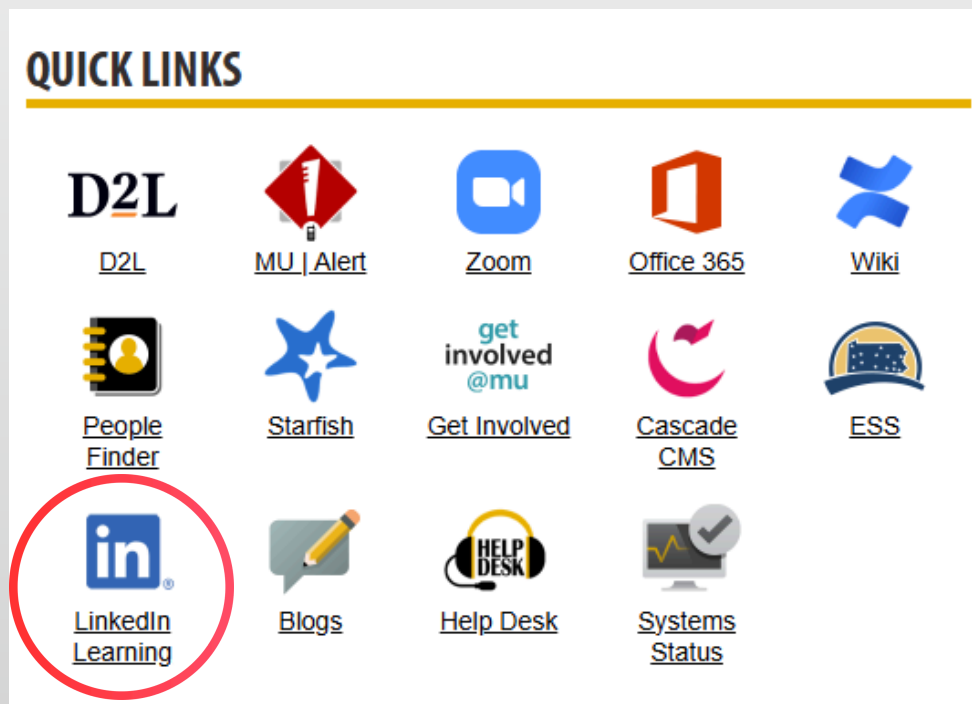 QUICK LINKS
D2L
D2L
MU | Alert
Zoom
Office 365
Wiki
get
involved
@mu
People
Finder
Starfish
Get Involved
Cascade
CMS
ESS
in
®
LinkedIn
Learning
Blogs
HELP
DESK
Help Desk
Systems
Status